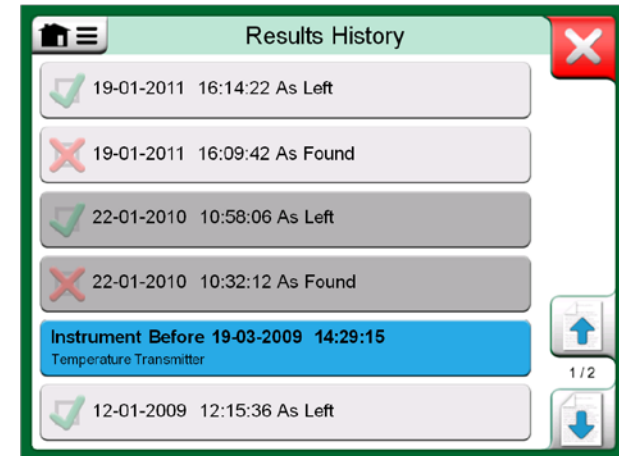 Results History
19-01-2011 16:14:22 As Left
19-01-2011 16:09:42 As Found
22-01-2010 10:58:06 As Left
22-01-2010 10:32:12 As Found
Instrument Before 19-03-2009 14:29:15
Temperature Transmitter
1 / 2
12-01-2009 12:15:36 As Left